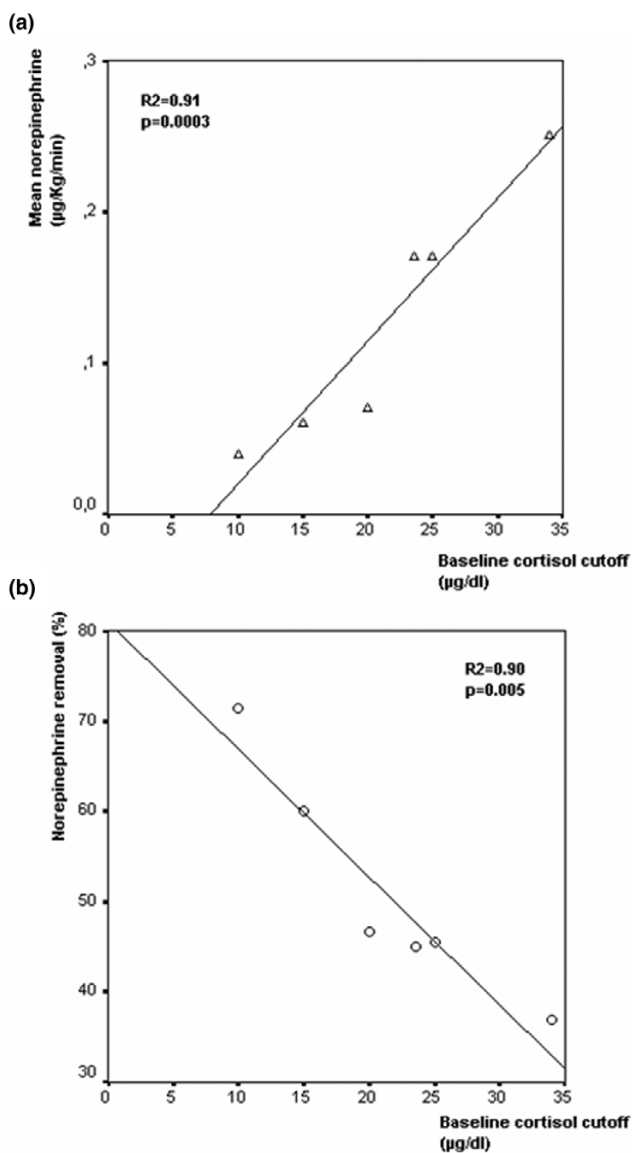 (a)
Mean norepinephrine
(µg/Kg/min)
,3
,2
,1
0,0
R2=0.91
p=0.0003
0 5 10 15 20 25 30 35
Baseline cortisol cutoff
(µg/dl)
(b)
Norepinephrine removal (%)
80
70
60
50
40
30
R2=0.90
p=0.005
0 5 10 15 20 25 30 35
Baseline cortisol cutoff
(µg/dl)